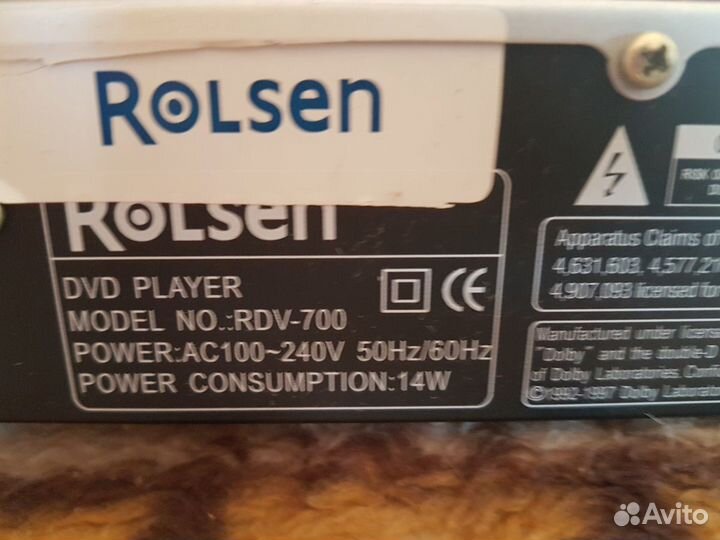 ROLSEN
ROLSEN
DVD PLAYER
MODEL NO.:RDV-700
POWER:AC100~240V 50Hz/60Hz
POWER CONSUMPTION:14W
CE
RISK
Apparatus Claims of
4,631,603, 4,577,21
4,907,093 licensed for
Manufactured under
"Dolby" and the double-D
of Dolby Laboratories.
©1992-1997 Dolby
Avito